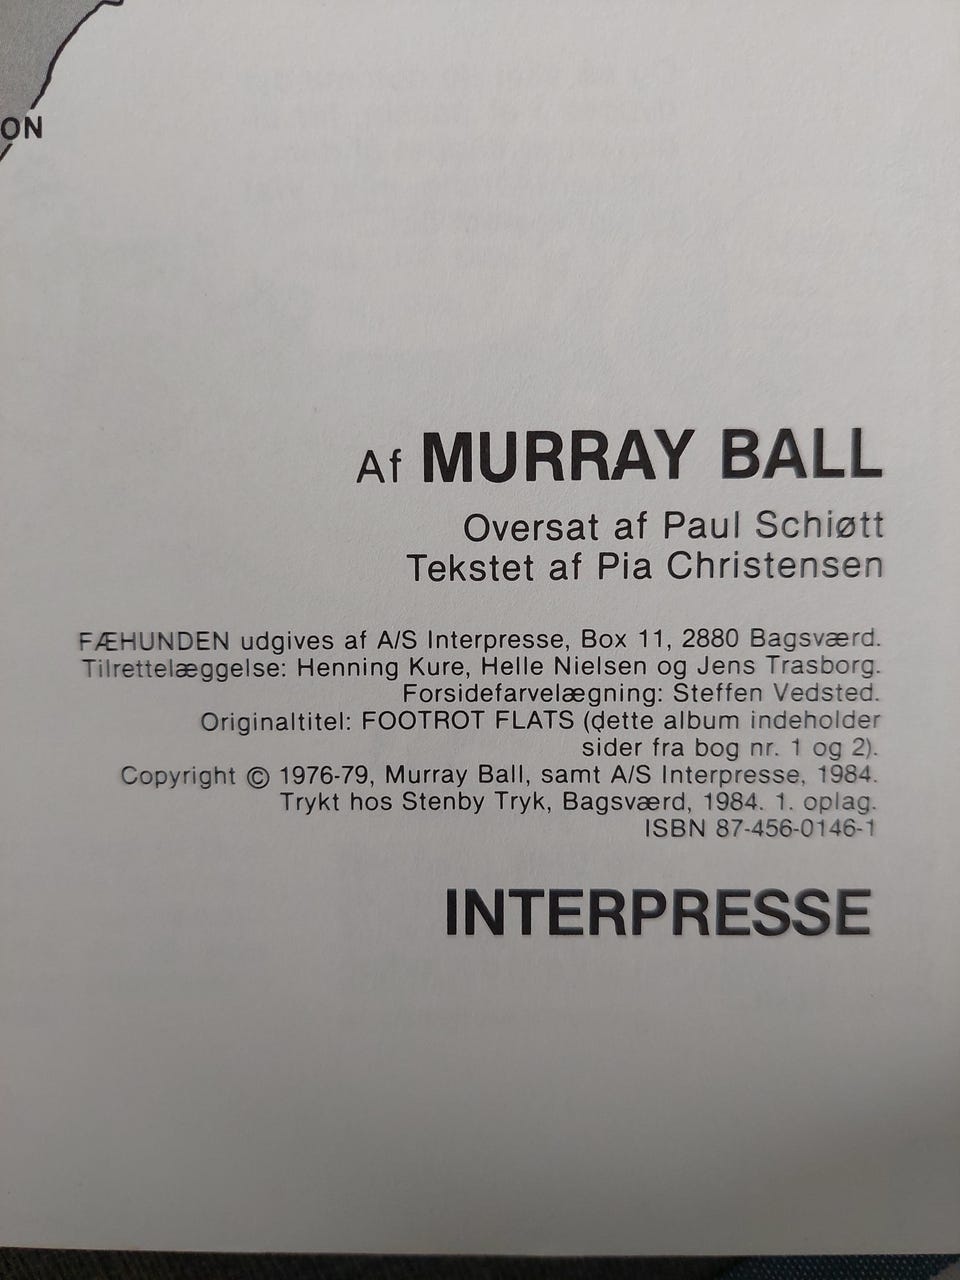 ON
Af MURRAY BALL
Oversat af Paul Schiøtt
Tekstet af Pia Christensen
FÆHUNDEN udgives af A/S Interpresse, Box 11, 2880 Bagsværd.
Tilrettelæggelse: Henning Kure, Helle Nielsen og Jens Trasborg.
Forsidefarvelægning: Steffen Vedsted.
Originaltitel: FOOTROT FLATS (dette album indeholder
sider fra bog nr. 1 og 2).
Copyright © 1976-79, Murray Ball, samt A/S Interpresse, 1984.
Trykt hos Stenby Tryk, Bagsværd, 1984. 1. oplag.
ISBN 87-456-0146-1
INTERPRESSE